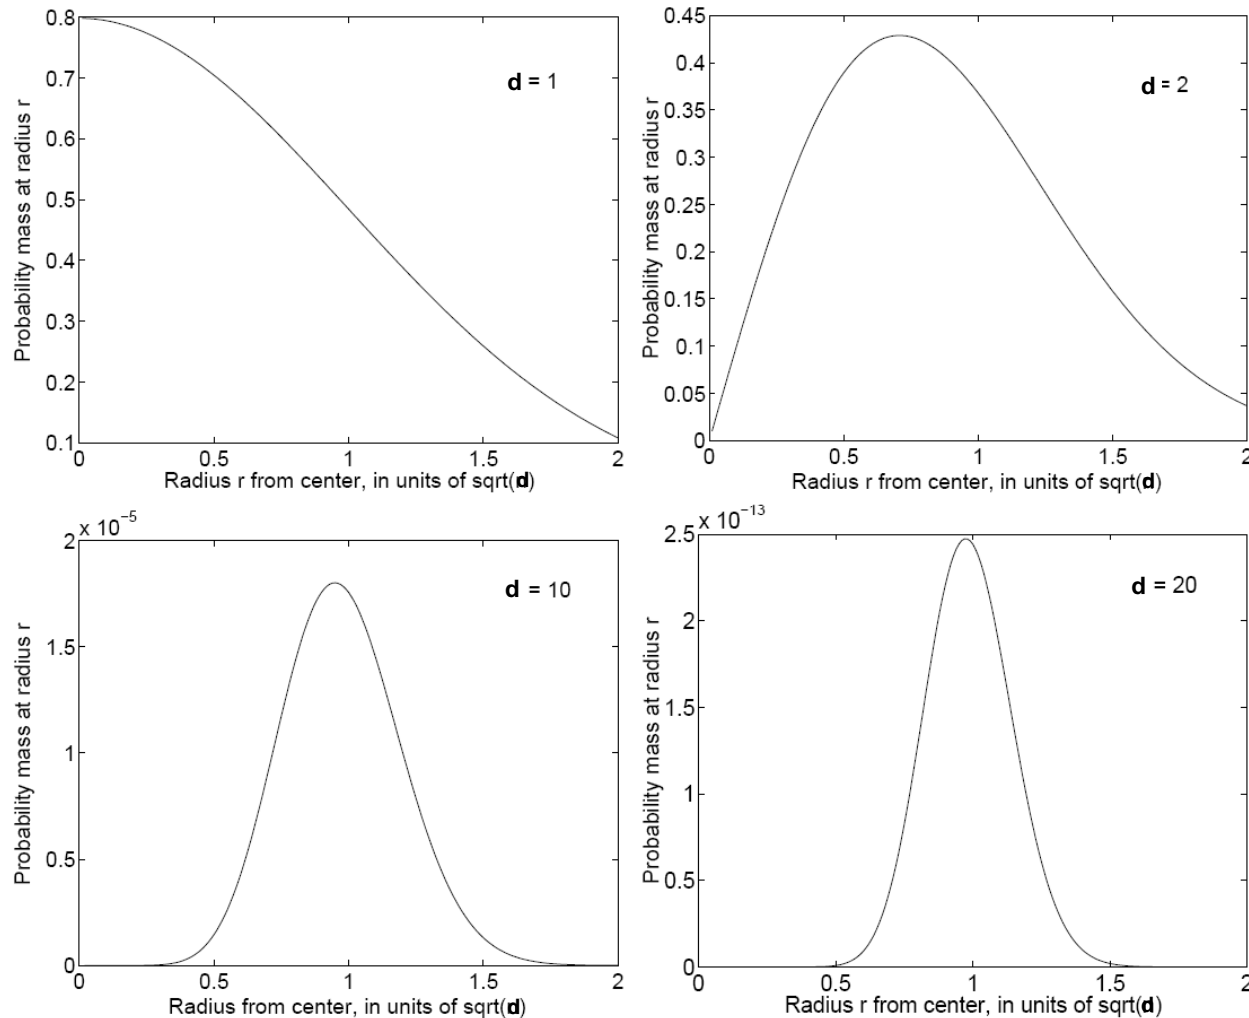 0.8
0.7
0.6
0.5
0.4
0.3
0.2
0.1
Probability mass at radius r
d = 1
0 0.5 1 1.5 2
Radius r from center, in units of sqrt(d)
0.45
0.4
0.35
0.3
0.25
0.2
0.15
0.1
0.05
0
Probability mass at radius r
d = 2
0 0.5 1 1.5 2
Radius r from center, in units of sqrt(d)
x 10⁻⁵
2
1.5
1
0.5
0
Probability mass at radius r
d = 10
0 0.5 1 1.5 2
Radius from center, in units of sqrt(d)
x 10⁻¹³
2.5
2
1.5
1
0.5
0
Probability mass at radius r
d = 20
0 0.5 1 1.5 2
Radius r from center, in units of sqrt(d)